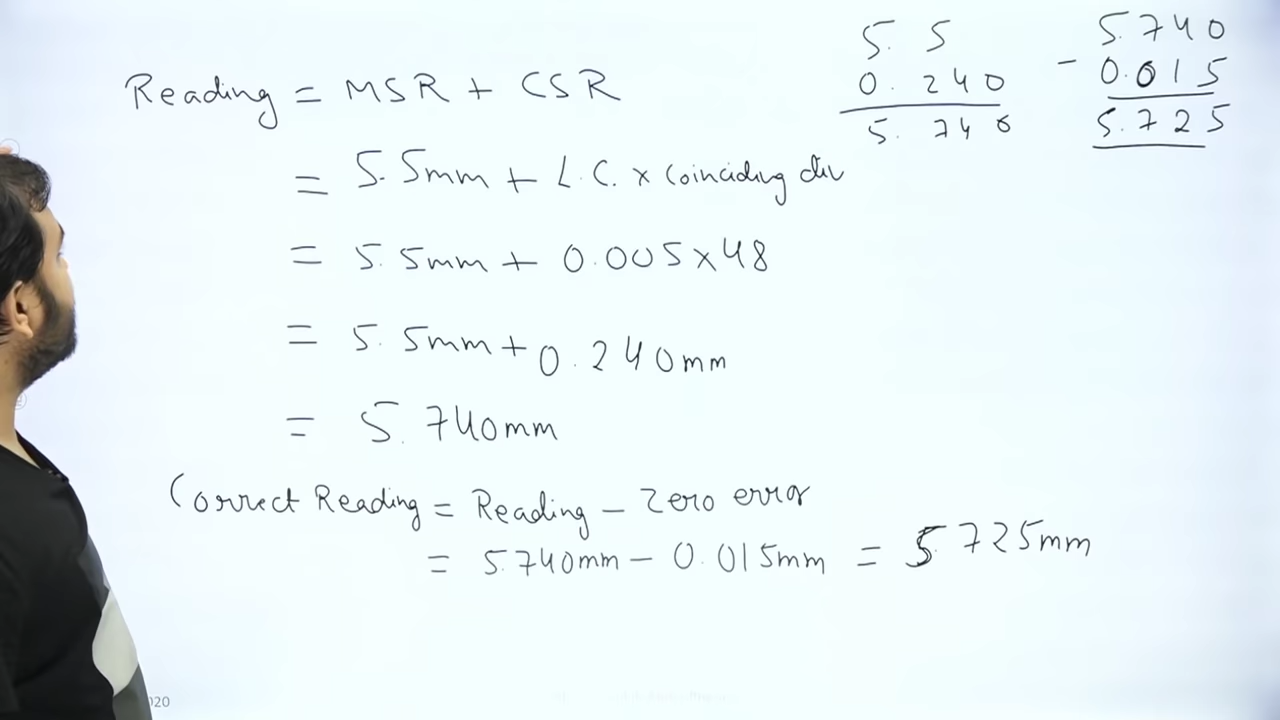 Reading = MSR + CSR
= 5.5mm + L.C. x Coinciding div
= 5.5mm + 0.005 x 48
= 5.5mm + 0.240mm
= 5.740mm
Correct Reading = Reading - Zero error
= 5.740mm - 0.015mm = 5.725mm
5.5
0.240
5.740
5.740
- 0.015
5.725
020